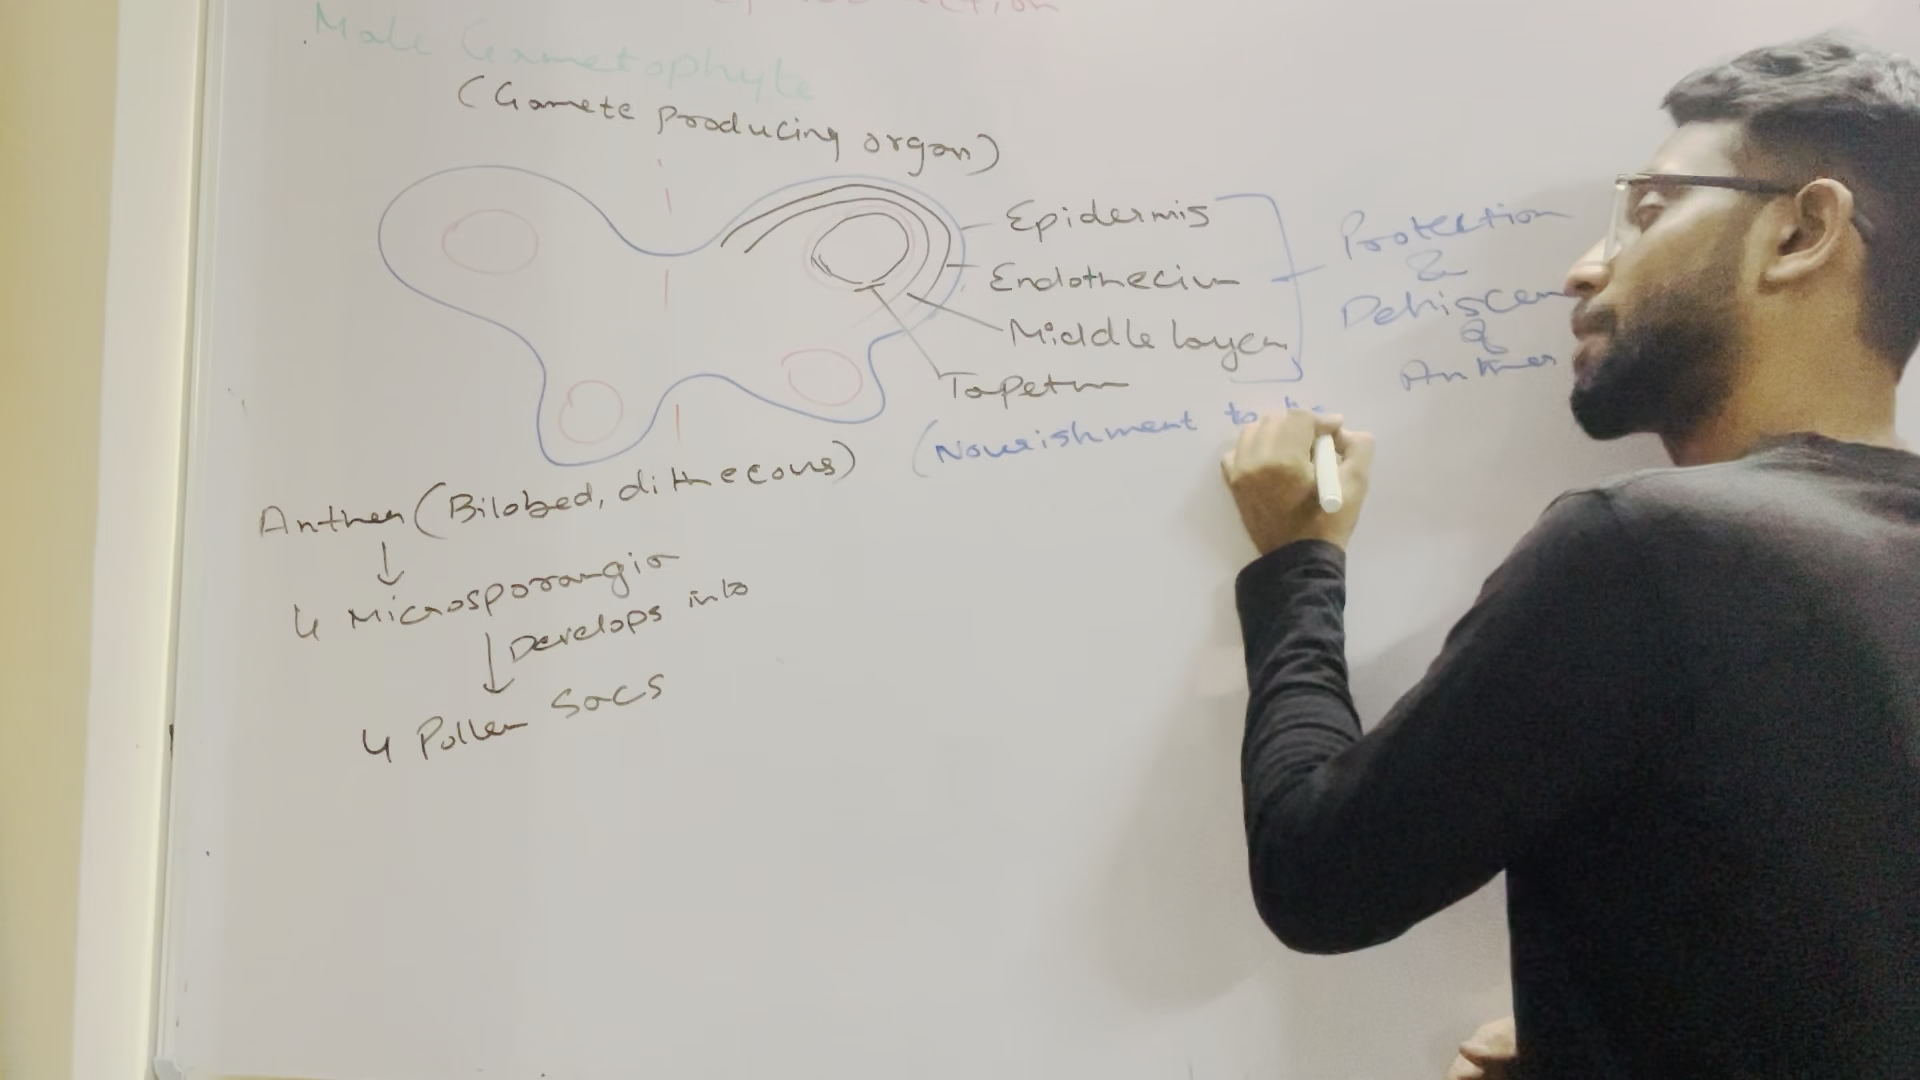 Male Gametophyte
(Gamete producing organ)
Epidermis
Endothecium
Middle layer
Tapetum
Protection
&
of
Anther
(Nourishment to
Anther (Bilobed, dithecous)
4 Microsporangia
Develops into
4 Pollen Sacs